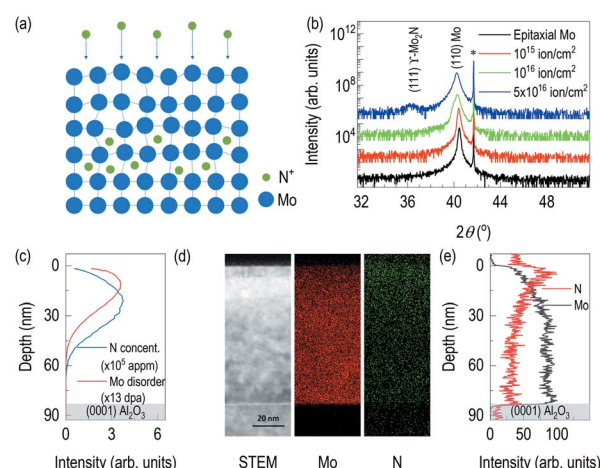 (a)
N⁺
Mo
(b)
Intensity (arb. units)
10¹²
10⁹
10⁴
(111) ϒ-Mo₂N
(110) Mo
*
Epitaxial Mo
10¹⁵ ion/cm²
10¹⁶ ion/cm²
5x10¹⁶ ion/cm²
32 36 40 44 48
2θ (º)
(c)
Depth (nm)
0
30
60
90
N concent.
(x10⁵ appm)
Mo disorder
(x13 dpa)
(0001) Al₂O₃
0 3 6
Intensity (arb. units)
(d)
20 nm
STEM Mo N
(e)
Depth (nm)
0
30
60
90
N
Mo
(0001) Al₂O₃
0 50 100
Intensity (arb. units)